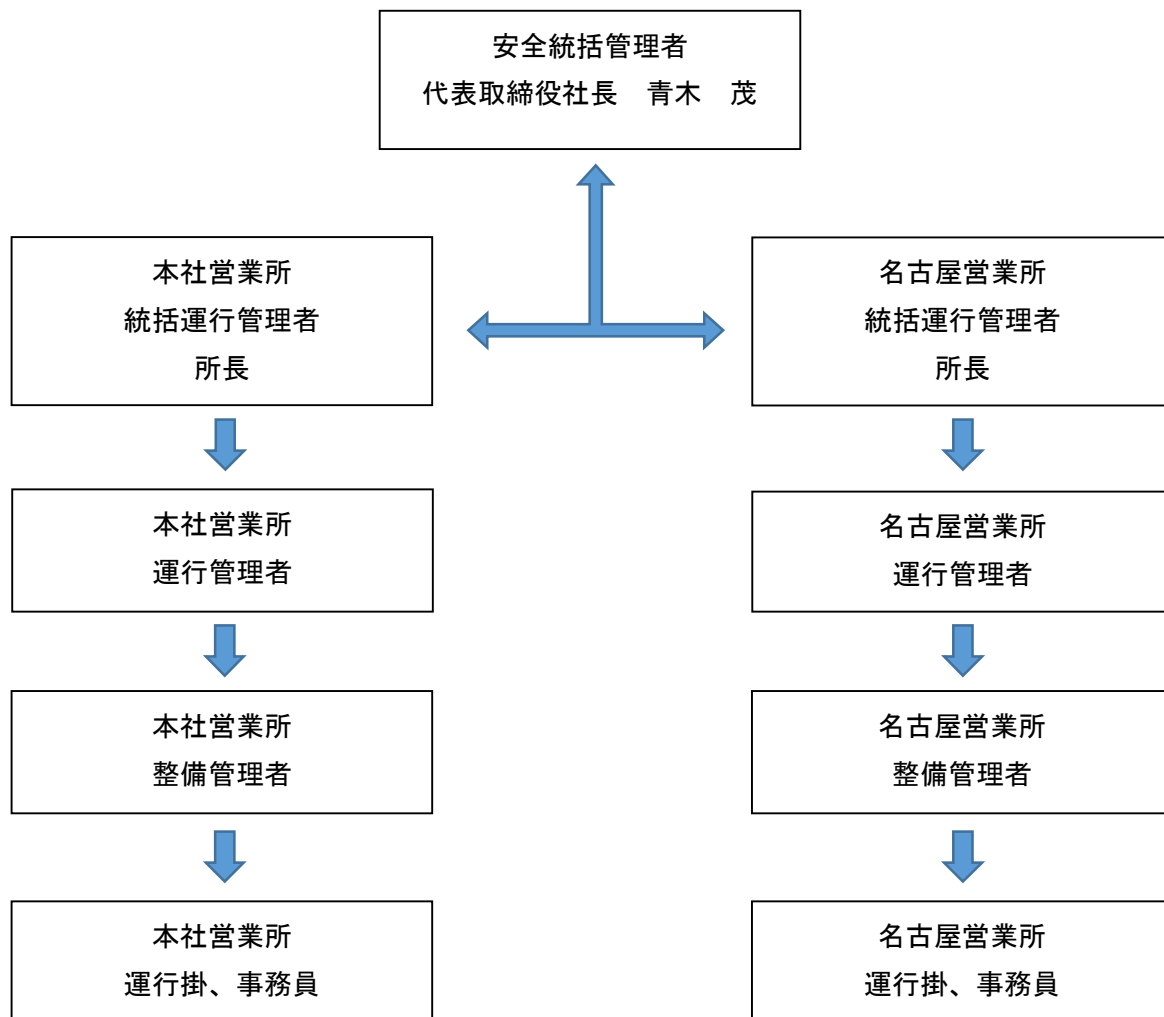 安全統括管理者
代表取締役社長　青木　茂
本社営業所
統括運行管理者
所長
名古屋営業所
統括運行管理者
所長
本社営業所
運行管理者
名古屋営業所
運行管理者
本社営業所
整備管理者
名古屋営業所
整備管理者
本社営業所
運行掛、事務員
名古屋営業所
運行掛、事務員